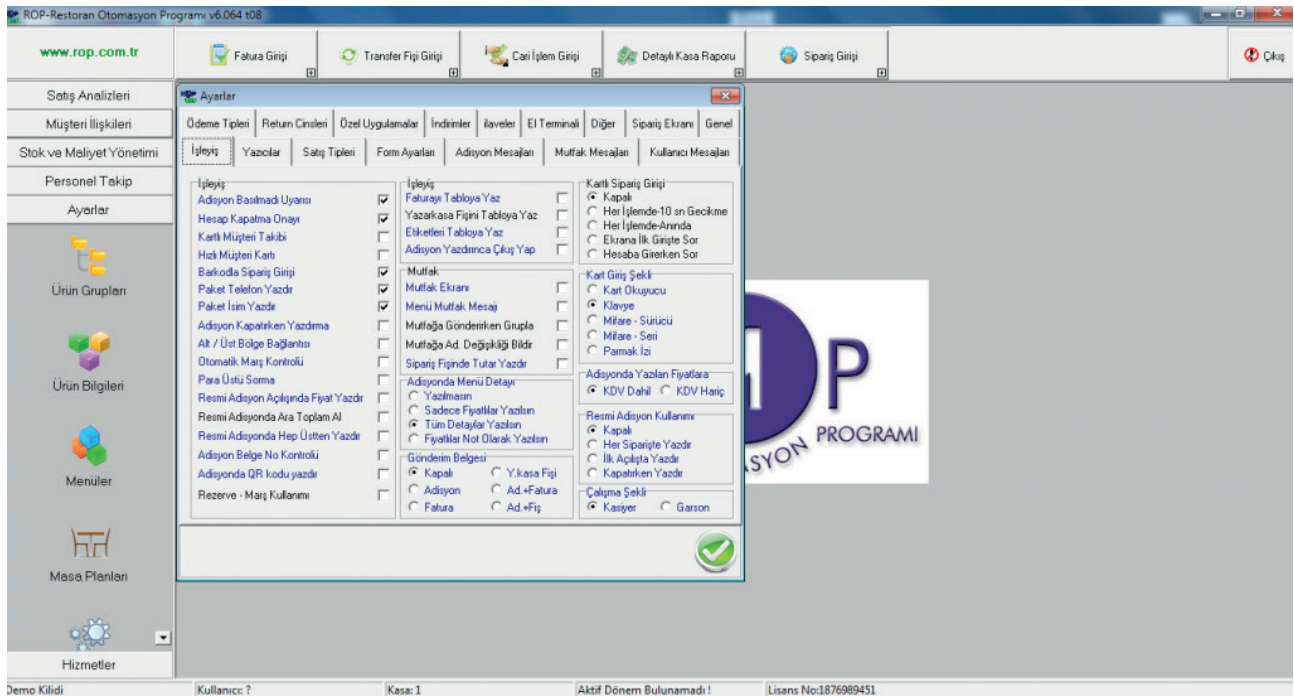 ROP-Restoran Otomasyon Programı v6.064 t08
www.rop.com.tr
Fatura Girişi
Transfer Fişi Girişi
Cari İşlem Girişi
Detaylı Kasa Raporu
Sipariş Girişi
Çıkış
Satış Analizleri
Müşteri İlişkileri
Stok ve Maliyet Yönetimi
Personel Takip
Ayarlar
Ürün Grupları
Ürün Bilgileri
Menüler
Masa Planları
Hizmetler
Ayarlar
Ödeme Tipleri
Return Cinsleri
Özel Uygulamalar
İndirimler
ilaveler
El Terminali
Diğer
Sipariş Ekranı
Genel
İşleyiş
Yazıcılar
Satış Tipleri
Form Ayarları
Adisyon Mesajları
Mutfak Mesajları
Kullanıcı Mesajları
İşleyiş
Adisyon Basılmadı Uyarısı
Hesap Kapatma Onayı
Kartlı Müşteri Takibi
Hızlı Müşteri Kartı
Barkodla Sipariş Girişi
Paket Telefon Yazdır
Paket İsim Yazdır
Adisyon Kapatırken Yazdırma
Alt / Üst Bölge Bağlantısı
Otomatik Marş Kontrolü
Para Üstü Sorma
Resmi Adisyon Açılışında Fiyat Yazdır
Resmi Adisyonda Ara Toplam Al
Resmi Adisyonda Hep Üstten Yazdır
Adisyon Belge No Kontrolü
Adisyonda QR kodu yazdır
Rezerve - Marş Kullanımı
İşleyiş
Faturayı Tabloya Yaz
Yazarkasa Fişini Tabloya Yaz
Etiketleri Tabloya Yaz
Adisyon Yazdırınca Çıkış Yap
Mutfak
Mutfak Ekranı
Menü Mutfak Mesajı
Mutfağa Gönderirken Grupla
Mutfağa Ad. Değişikliği Bildir
Sipariş Fişinde Tutar Yazdır
Adisyonda Menü Detayı
Yazılmasın
Sadece Fiyatlılar Yazılsın
Tüm Detaylar Yazılsın
Fiyatlılar Not Olarak Yazılsın
Gönderim Belgesi
Kapalı
Y.kasa Fişi
Adisyon
Ad.+Fatura
Fatura
Ad.+Fiş
Kartlı Sipariş Girişi
Kapalı
Her İşlemde-10 sn Gecikme
Her İşlemde-Anında
Ekrana İlk Girişte Sor
Hesaba Girerken Sor
Kart Giriş Şekli
Kart Okuyucu
Klavye
Mifare - Sürücü
Mifare - Seri
Parmak İzi
Adisyonda Yazılan Fiyatlara
KDV Dahil
KDV Hariç
Resmi Adisyon Kullanımı
Kapalı
Her Siparişte Yazdır
İlk Açılışta Yazdır
Kapatırken Yazdır
Çalışma Şekli
Kasiyer
Garson
P
SYON PROGRAMI
Demo Kilidi
Kullanıcı: ?
Kasa: 1
Aktif Dönem Bulunamadı !
Lisans No:1876989451